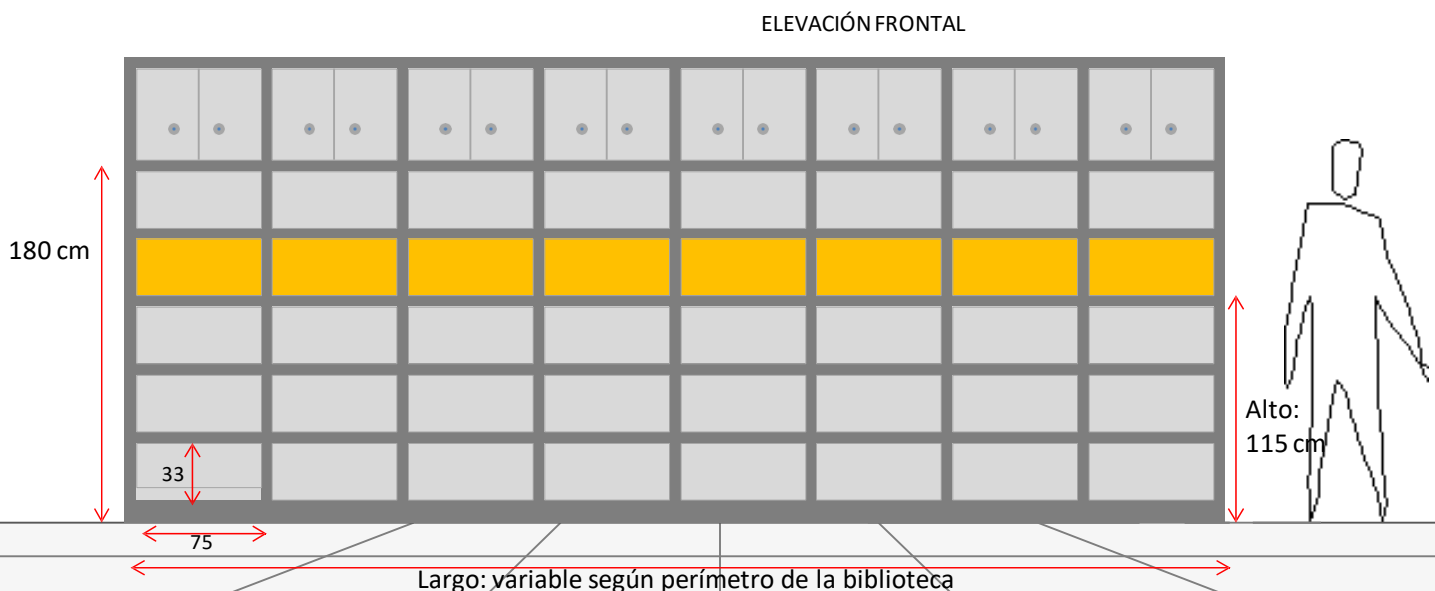 ELEVACIÓN FRONTAL
180 cm
Alto:
115 cm
33
75
Largo: variable según perímetro de la biblioteca